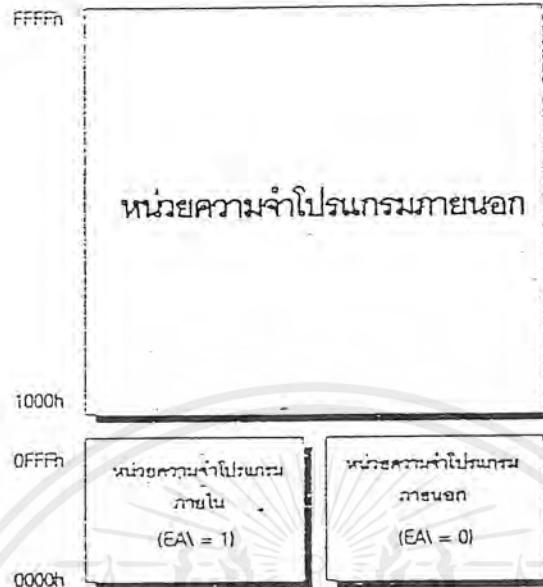 FFFFh
หน่วยความจำโปรแกรมภายนอก
1000h
0FFFh
หน่วยความจำโปรแกรม
ภายใน
(EA\ = 1)
หน่วยความจำโปรแกรม
ภายนอก
(EA\ = 0)
0000h